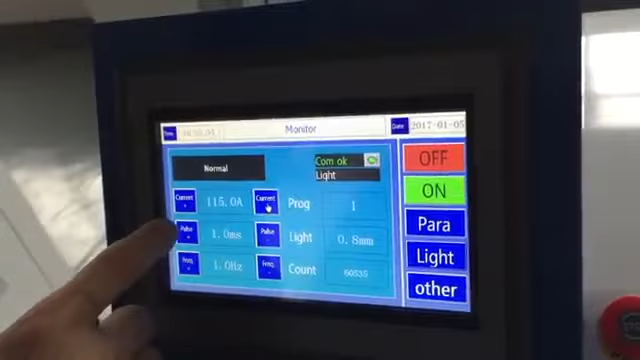 Time Monitor Date 2017-01-05
Normal Com ok OFF
Light
Current 115.0A Current Prog 1 ON
Pulse 1.0ms Pulse Light 0.8mm Para
Freq 1.0Hz Freq Count 60535 Light
other